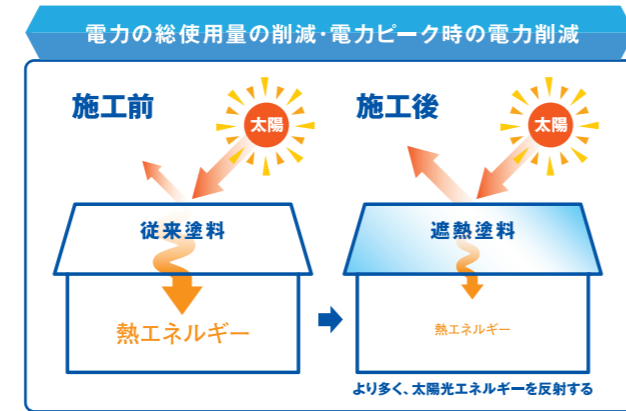 電力の総使用量の削減・電力ピーク時の電力削減
施工前
太陽
従来塗料
熱エネルギー
施工後
太陽
遮熱塗料
熱エネルギー
より多く、太陽光エネルギーを反射する